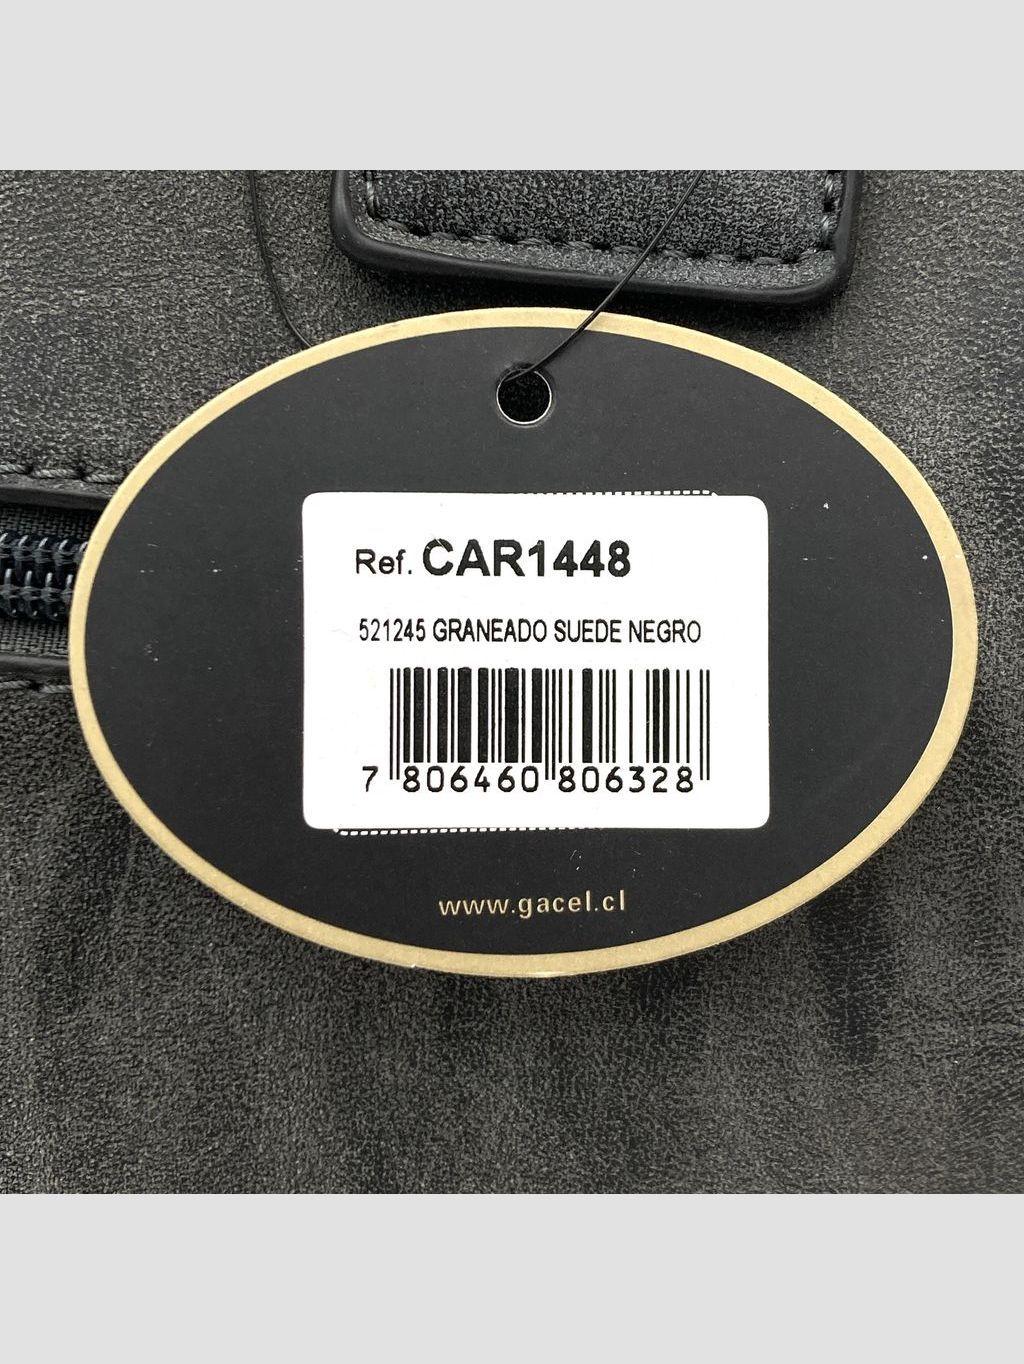 Ref. CAR1448
521245 GRANEADO SUEDE NEGRO
7 806460 806328
www.gacel.cl